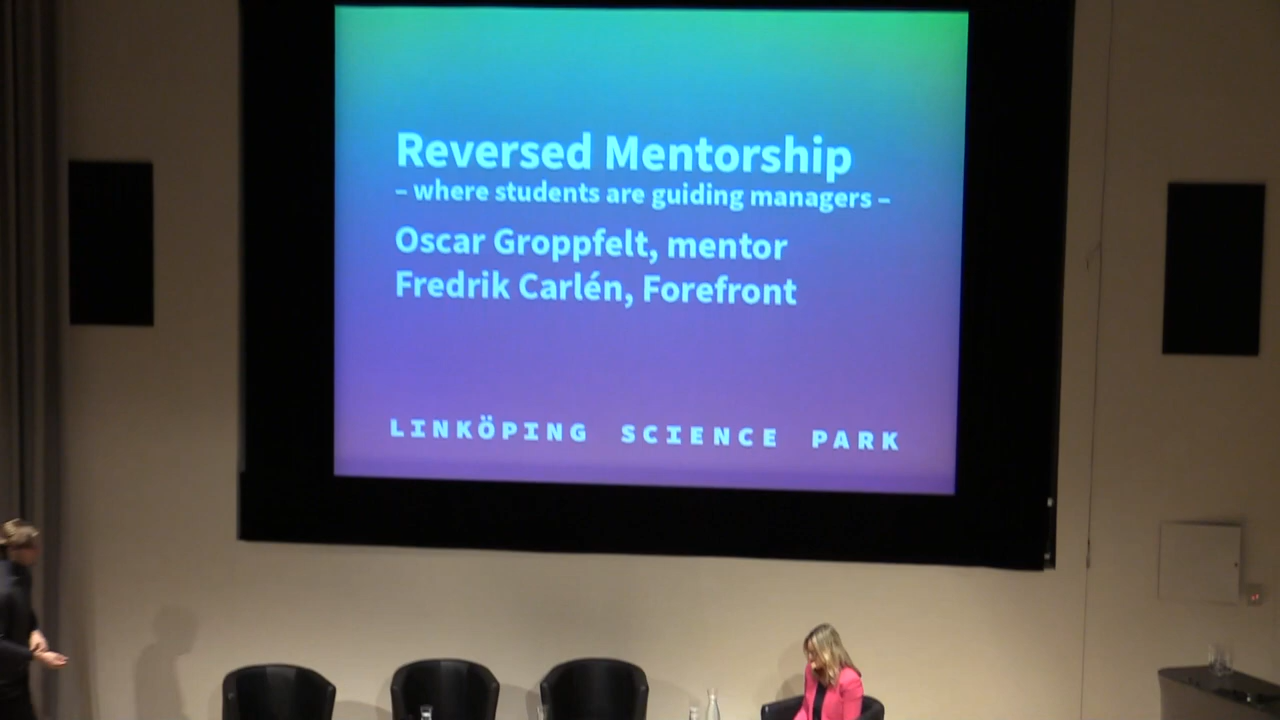 Reversed Mentorship
– where students are guiding managers –
Oscar Groppfelt, mentor
Fredrik Carlén, Forefront
LINKÖPING SCIENCE PARK